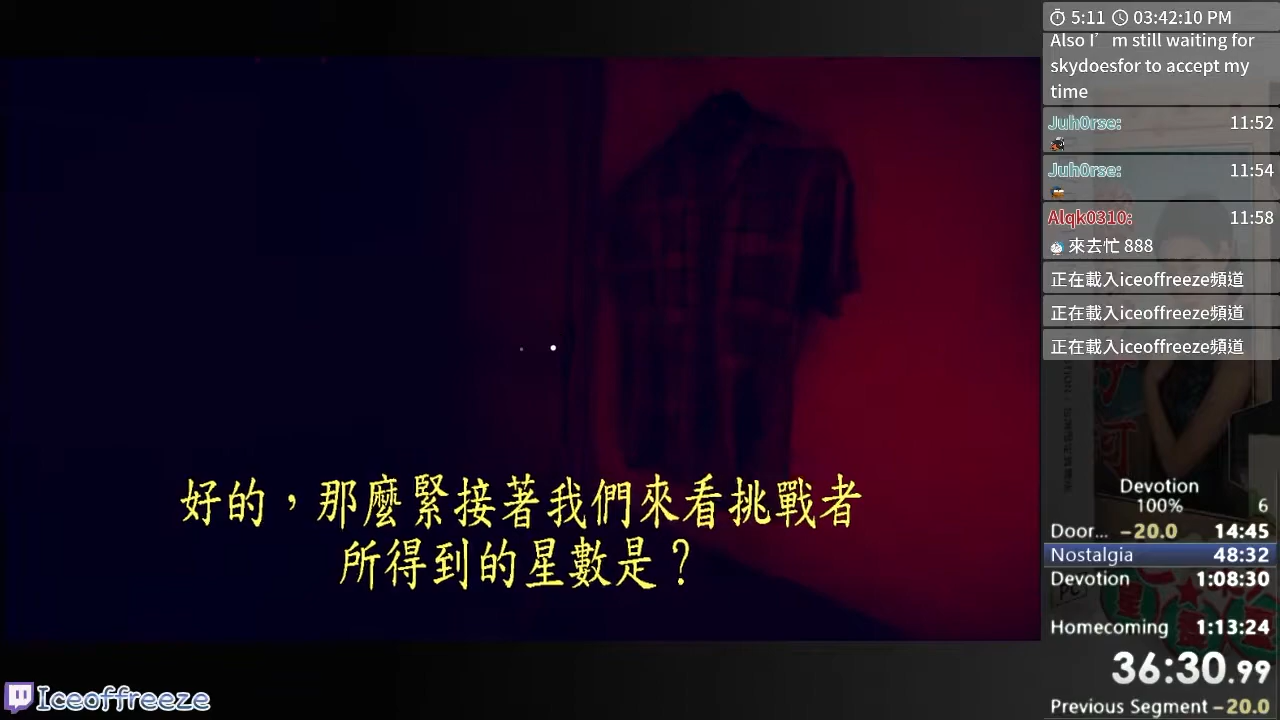 5:11 03:42:10 PM
Also I' m still waiting for
skydoesfor to accept my
time
Juh0rse: 11:52
Juh0rse: 11:54
Alqk0310: 11:58
來去忙 888
正在載入iceoffreeze頻道
正在載入iceoffreeze頻道
正在載入iceoffreeze頻道
好的，那麼緊接著我們來看挑戰者
所得到的星數是？
Devotion
100% 6
Door... −20.0 14:45
Nostalgia 48:32
Devotion 1:08:30
Homecoming 1:13:24
36:30.99
Previous Segment −20.0
Iceoffreeze